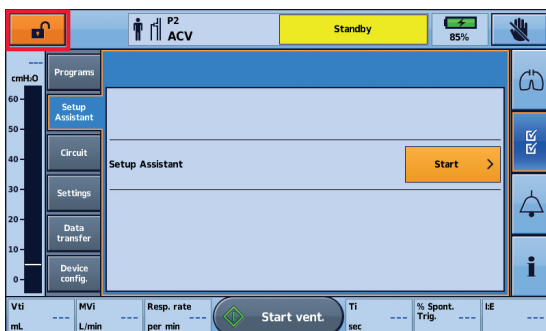 P2
ACV
Standby
85%
---
cmH₂O
60
50
40
30
20
10
0
Programs
Setup
Assistant
Circuit
Settings
Data
transfer
Device
config.
Setup Assistant
Start
Vti
---
mL
MVi
---
L/min
Resp. rate
---
per min
Start vent.
Ti
---
sec
% Spont.
Trig.
---
I:E
---